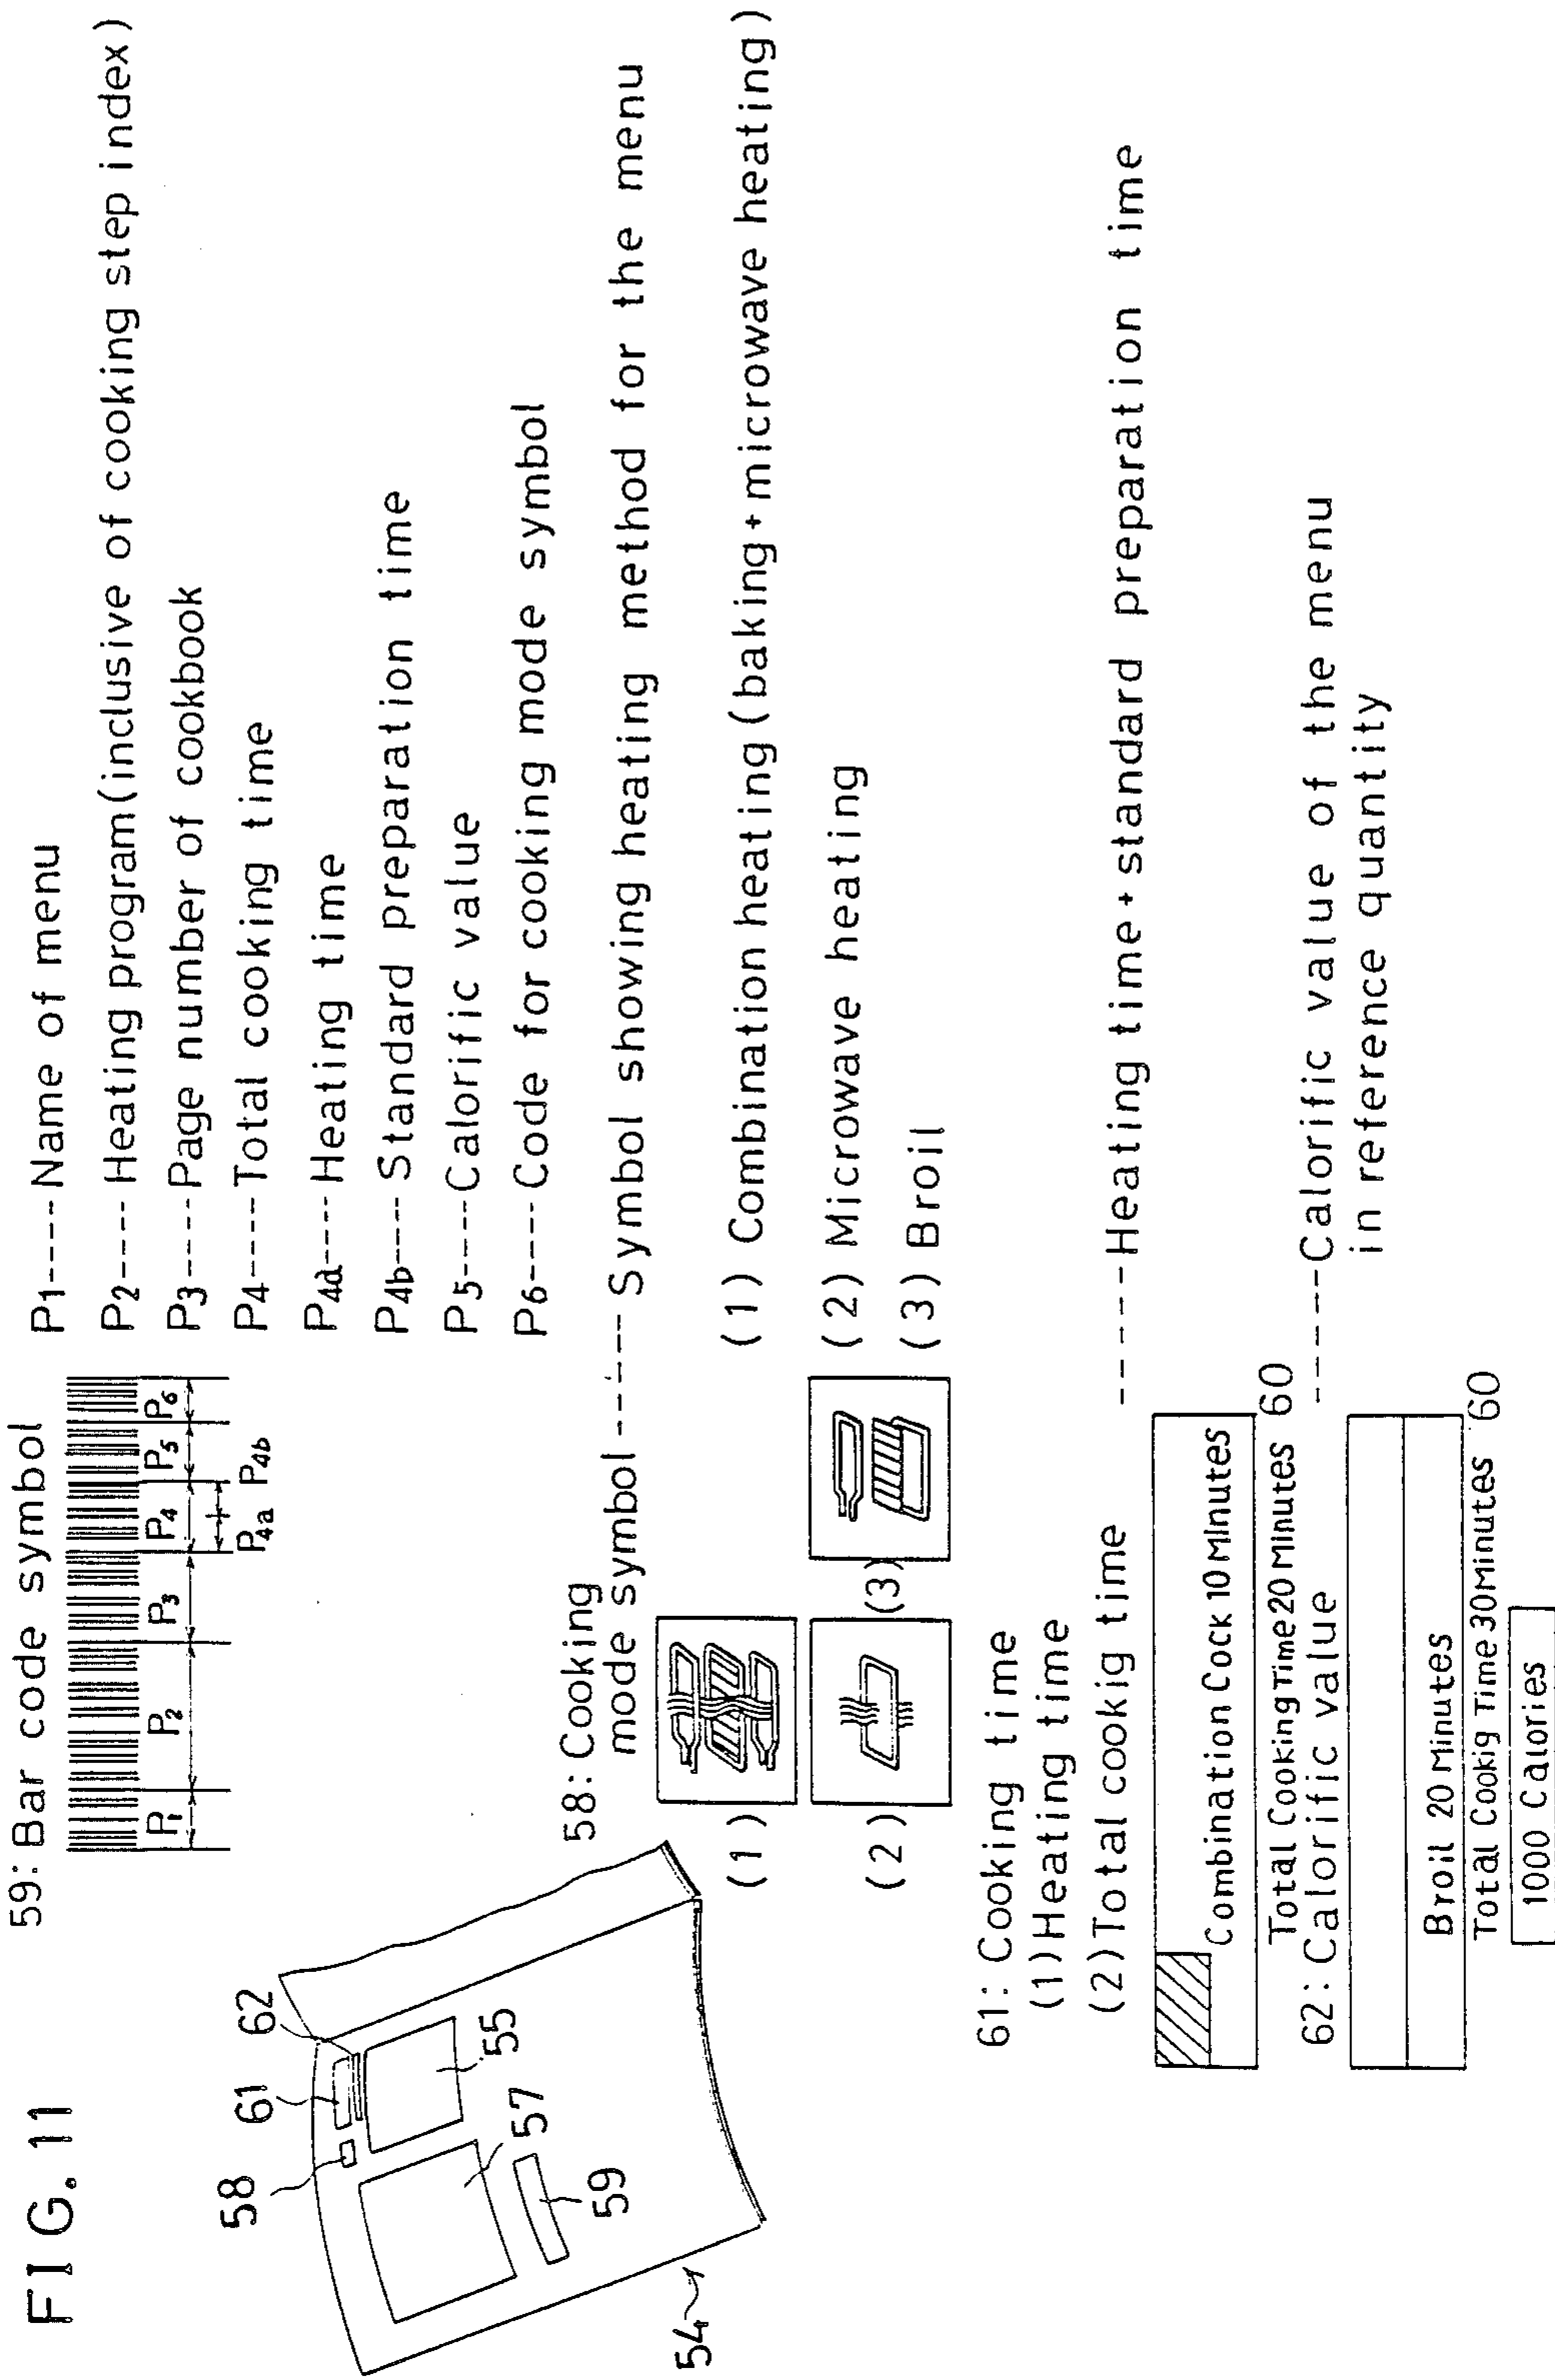 FIG. 11
54
58
61
62
57
55
59
59: Bar code symbol
P1 P2 P3 P4 P5 P6
P4a P4b
P1-----Name of menu
P2-----Heating program(inclusive of cooking step index)
P3-----Page number of cookbook
P4-----Total cooking time
P4a----Heating time
P4b----Standard preparation time
P5----Calorific value
P6----Code for cooking mode symbol
58: Cooking
mode symbol------Symbol showing heating method for the menu
(1)
(2)
(3)
(1) Combination heating (baking+microwave heating)
(2) Microwave heating
(3) Broil
61: Cooking time
(1)Heating time
(2)Total cookig time
-----Heating time+standard preparation time
Combination Cock 10 MInutes
Total Cooking Time 20 Minutes 60
62: Calorific value
-----Calorific value of the menu
in reference quantity
Broil 20 Minutes
Total Cookig Time 30Minutes 60
1000 Calories